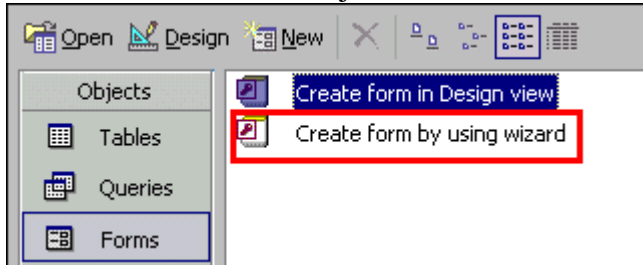 Open Design New
Objects
Create form in Design view
Tables
Create form by using wizard
Queries
Forms